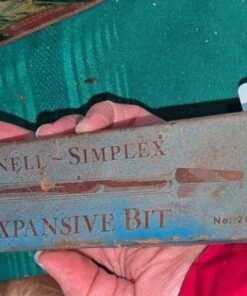 NELL - SIMPLEX
XPANSIVE BIT
No. 2